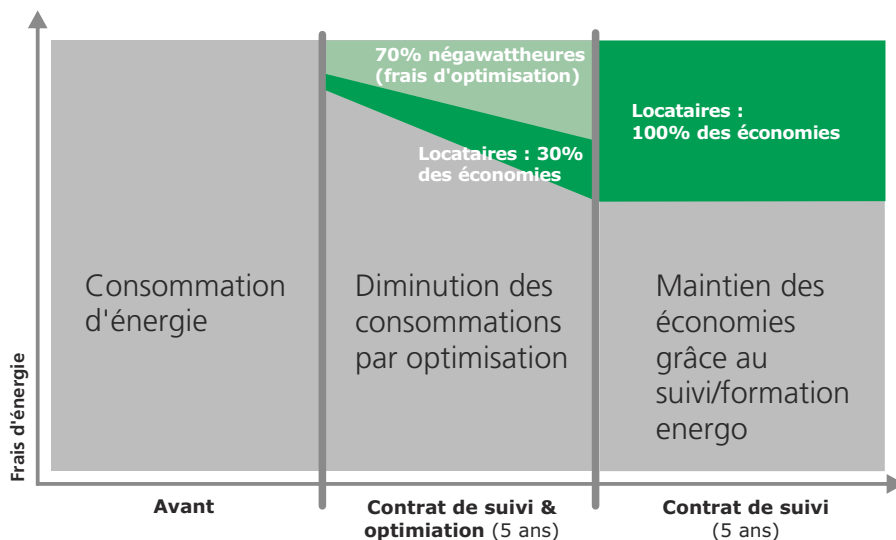 70% négawattheures
(frais d'optimisation)
Locataires :
100% des économies
Locataires : 30%
des économies
Consommation
d'énergie
Diminution des
consommations
par optimisation
Maintien des
économies
grâce au
suivi/formation
energo
Frais d'énergie
Avant
Contrat de suivi &
optimiation (5 ans)
Contrat de suivi
(5 ans)